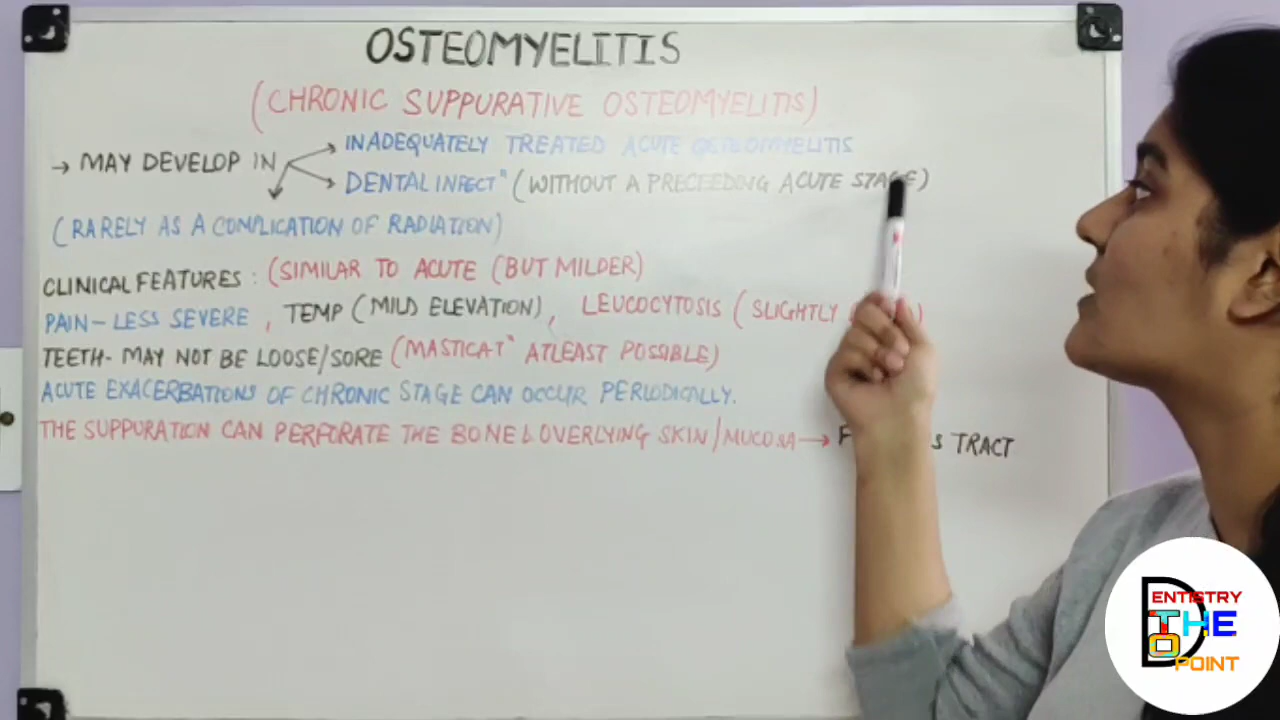 OSTEOMYELITIS
(CHRONIC SUPPURATIVE OSTEOMYELITIS)
→ MAY DEVELOP IN
INADEQUATELY TREATED ACUTE OSTEOMYELITIS
DENTAL INFECTⁿ (WITHOUT A PRECEEDING ACUTE STAGE)
(RARELY AS A COMPLICATION OF RADIATION)
CLINICAL FEATURES : (SIMILAR TO ACUTE (BUT MILDER)
PAIN - LESS SEVERE , TEMP (MILD ELEVATION), LEUCOCYTOSIS (SLIGHTLY
TEETH - MAY NOT BE LOOSE/SORE (MASTICATⁿ ATLEAST POSSIBLE)
ACUTE EXACERBATIONS OF CHRONIC STAGE CAN OCCUR PERIODICALLY.
THE SUPPURATION CAN PERFORATE THE BONE & OVERLYING SKIN/MUCOSA → TRACT
DENTISTRY
TO THE
POINT